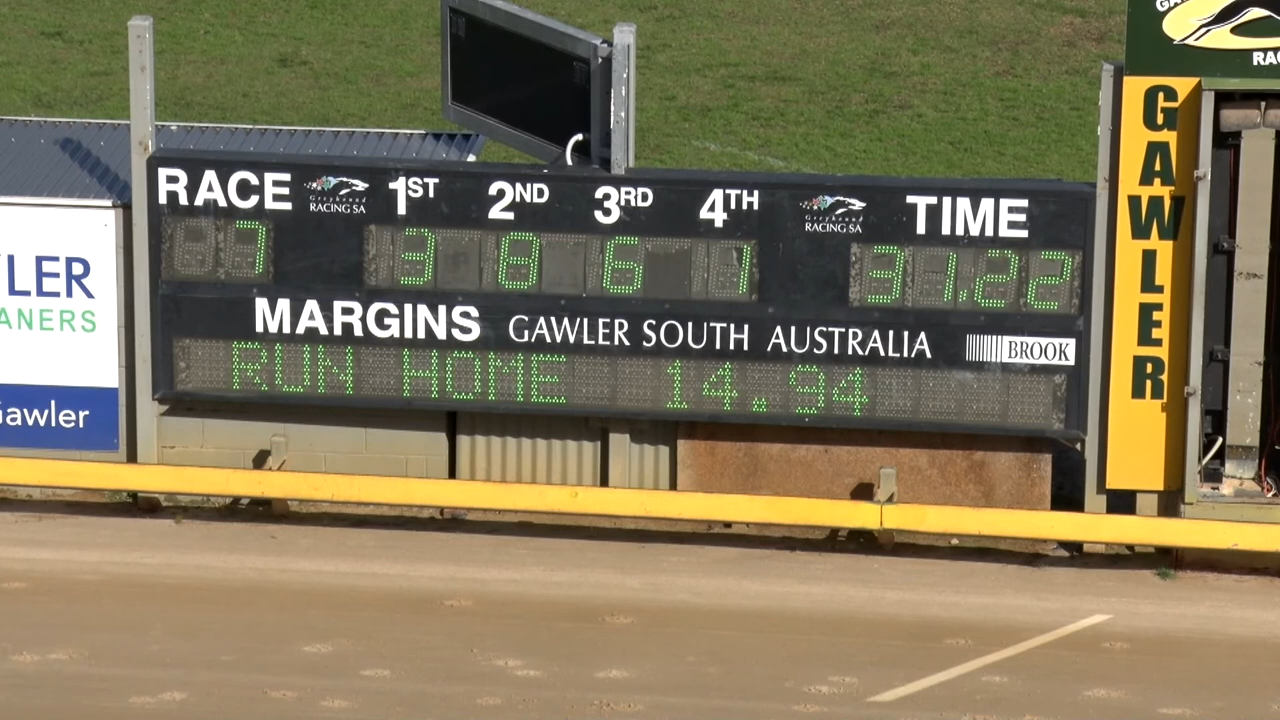 RACE 1ST 2ND 3RD 4TH TIME
Greyhound
RACING SA
Greyhound
RACING SA
7 3 8 6 1 31.22
MARGINS GAWLER SOUTH AUSTRALIA BROOK
RUN HOME 14.94
LER
ANERS
Gawler
GAWLER